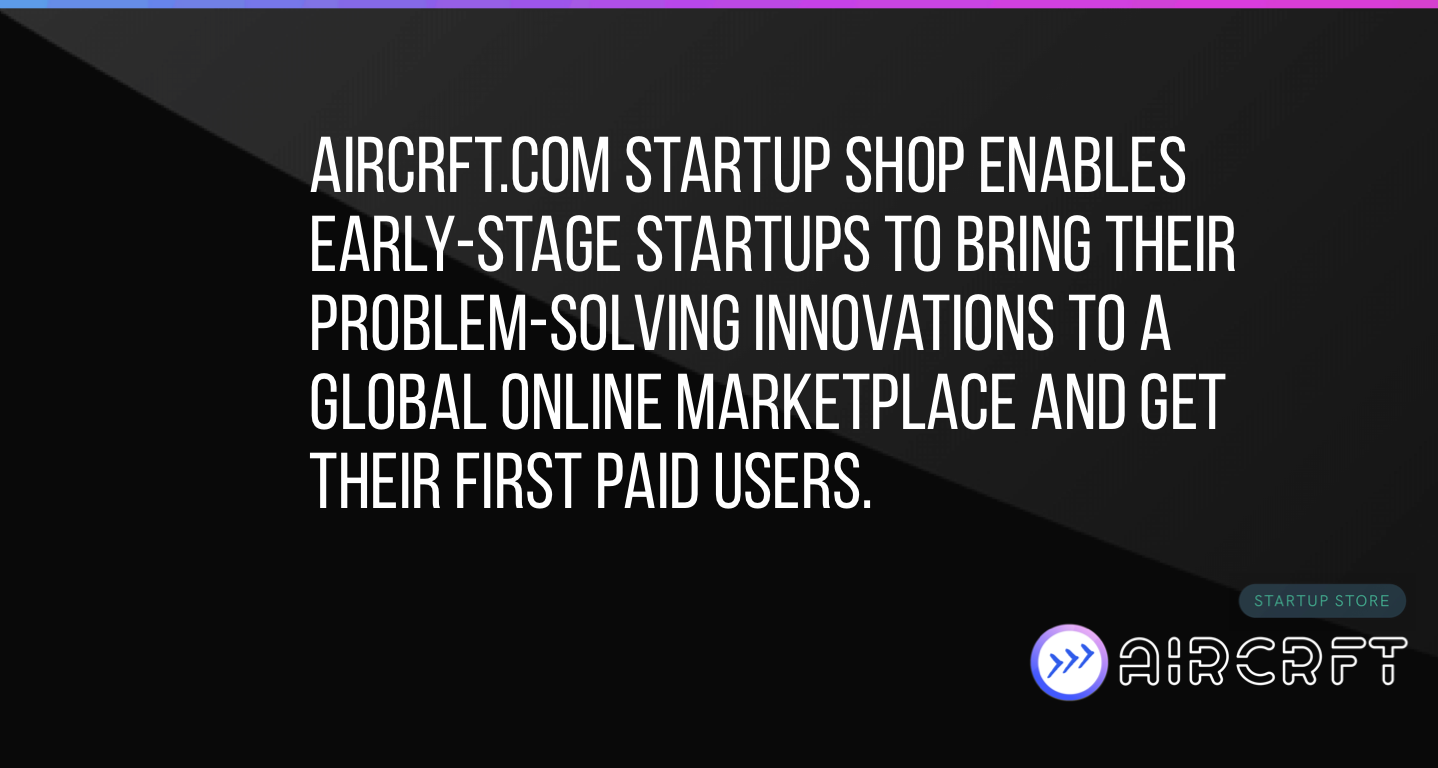 AIRCRFT.COM STARTUP SHOP ENABLES
EARLY-STAGE STARTUPS TO BRING THEIR
PROBLEM-SOLVING INNOVATIONS TO A
GLOBAL ONLINE MARKETPLACE AND GET
THEIR FIRST PAID USERS.
STARTUP STORE
AIRCRFT